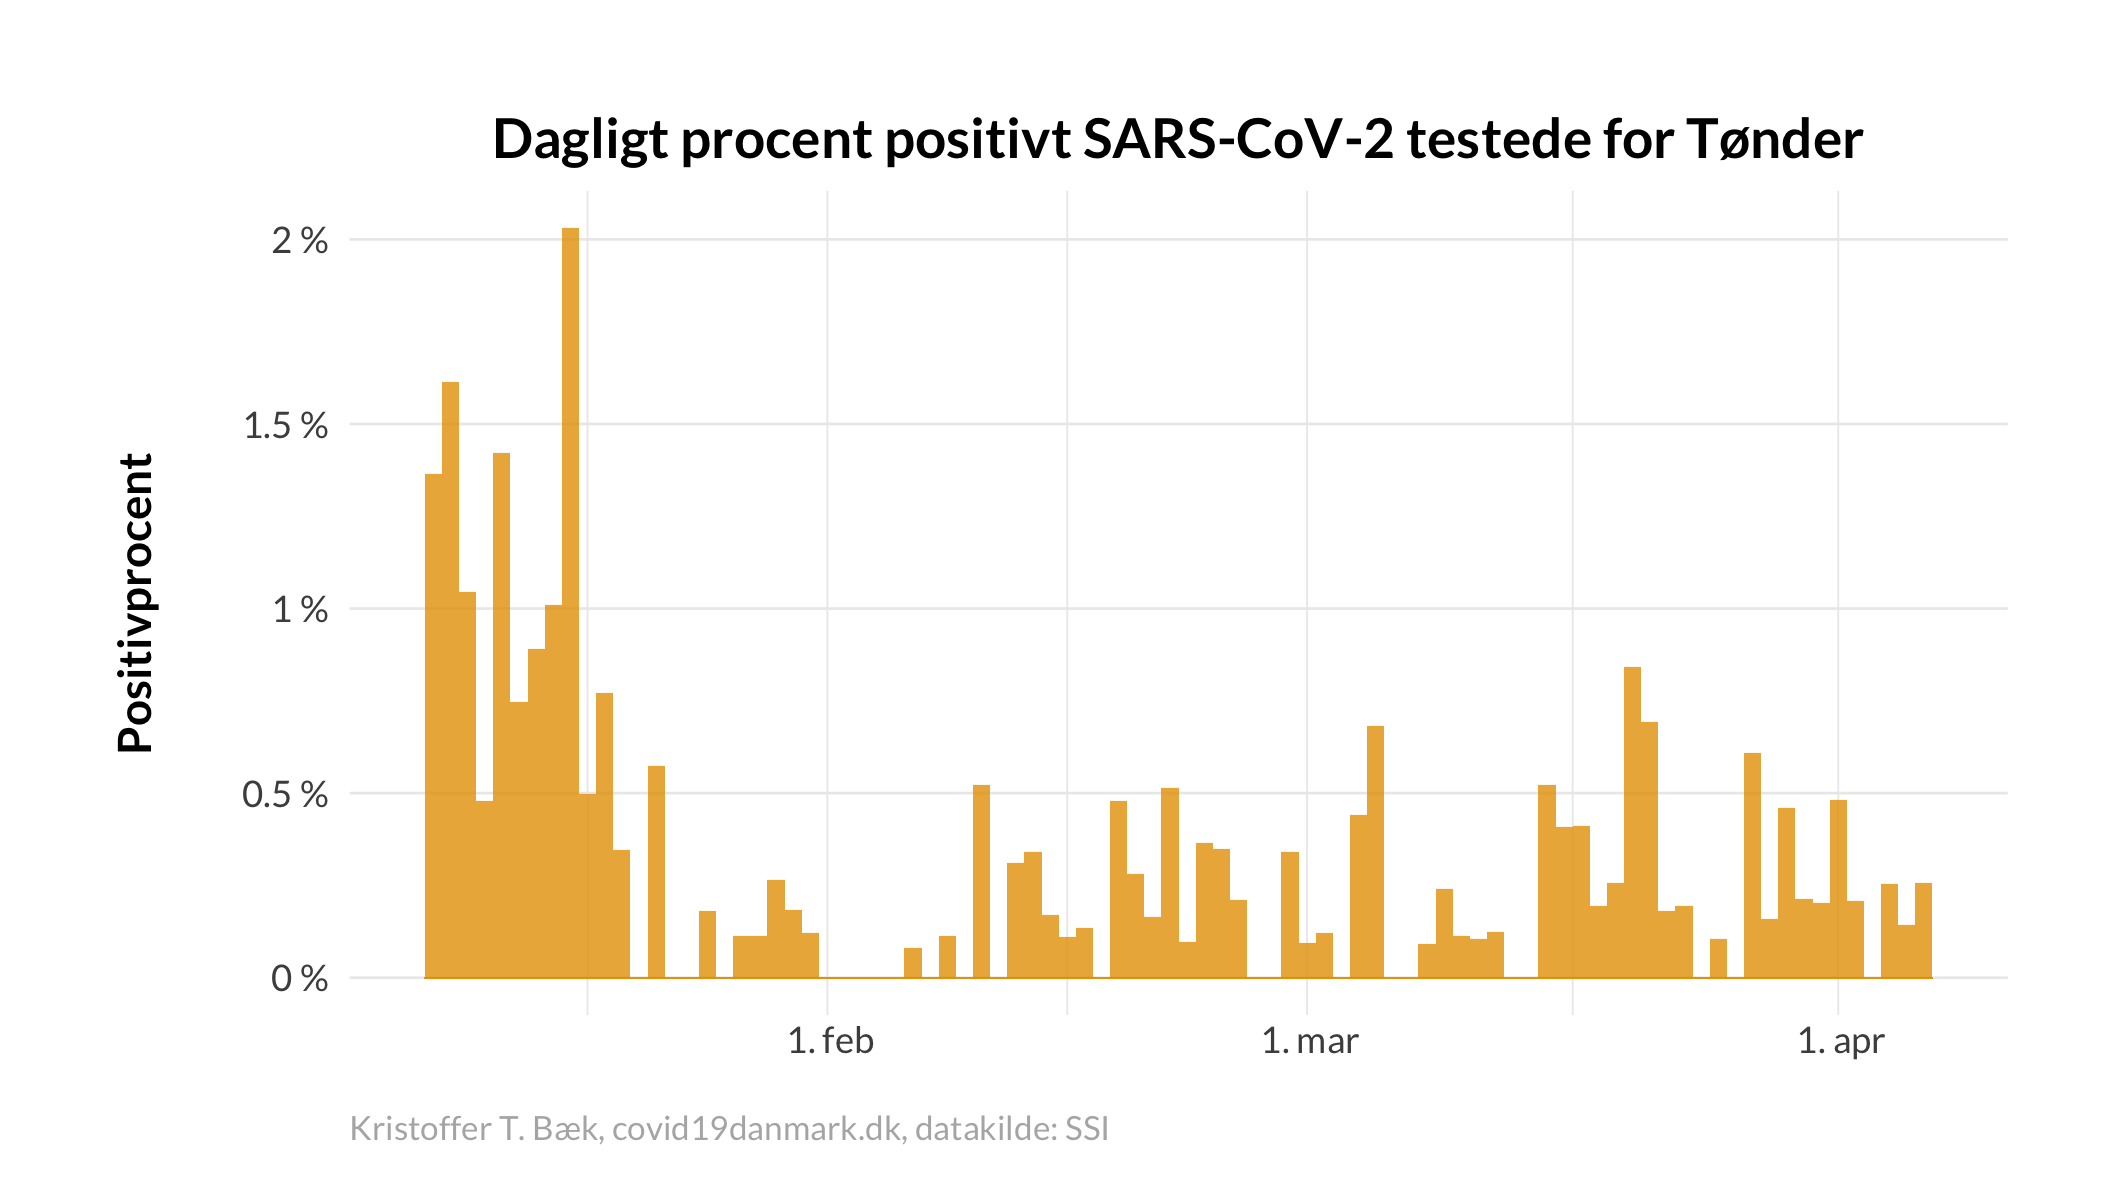 Dagligt procent positivt SARS-CoV-2 testede for Tønder
Positivprocent
2 %
1.5 %
1 %
0.5 %
0 %
1. feb
1. mar
1. apr
Kristoffer T. Bæk, covid19danmark.dk, datakilde: SSI